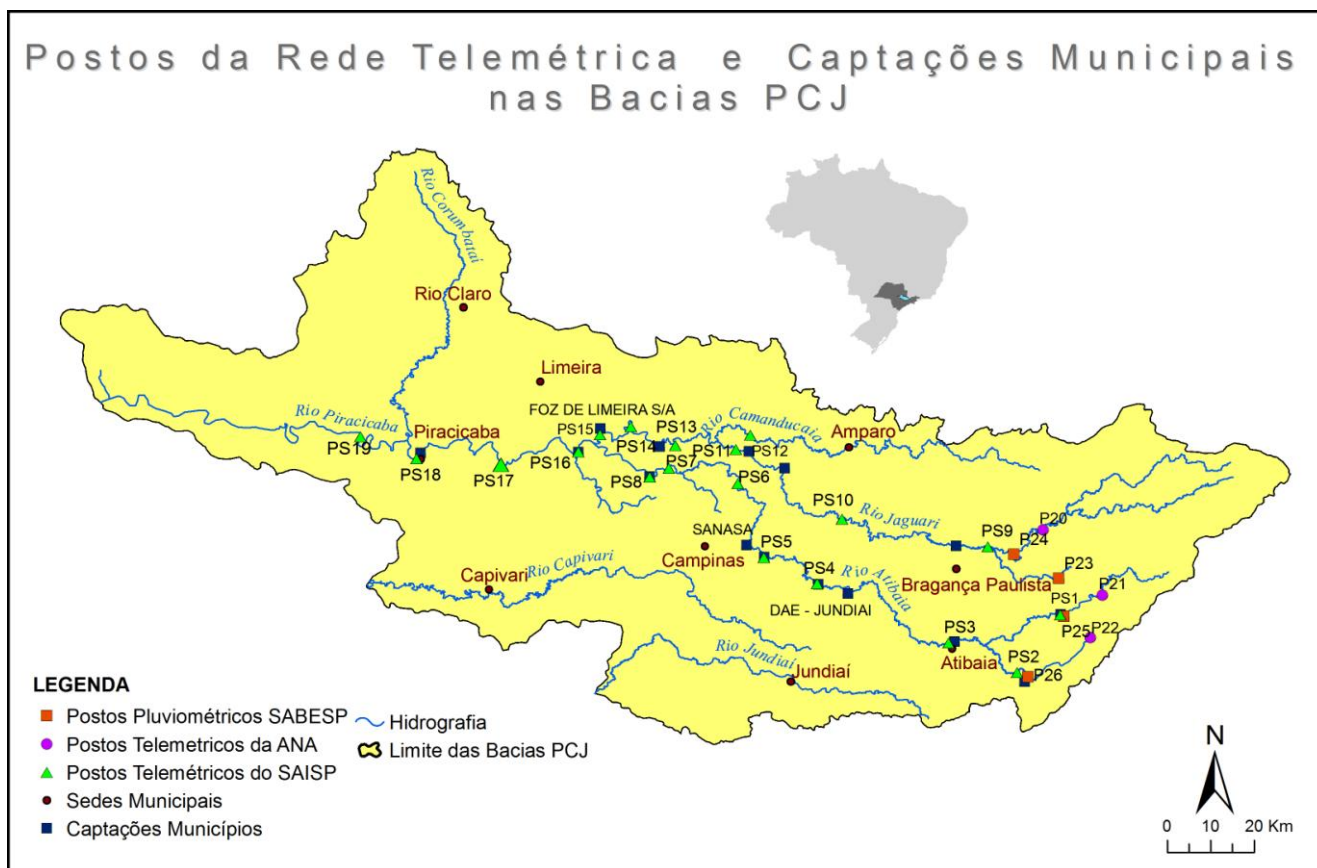 Postos da Rede Telemétrica e Captações Municipais
nas Bacias PCJ
Rio Corumbataí
Rio Claro
Limeira
FOZ DE LIMEIRA S/A
Rio Piracicaba
Piracicaba
PS19
PS18
PS17
PS16
PS15
PS14
PS13
Rio Camanducaia
Amparo
PS11
PS12
PS7
PS8
PS6
PS10
Rio Jaguari
PS9
P20
P24
SANASA
Campinas
PS5
PS4
Rio Atibaia
DAE - JUNDIAI
Bragança Paulista
P23
P21
PS1
P25
P22
Capivari
Rio Capivari
PS3
Atibaia
PS2
P26
Rio Jundiaí
Jundiaí
LEGENDA
Postos Pluviométricos SABESP
Postos Telemetricos da ANA
Postos Telemétricos do SAISP
Sedes Municipais
Captações Municípios
Hidrografia
Limite das Bacias PCJ
N
0 10 20 Km